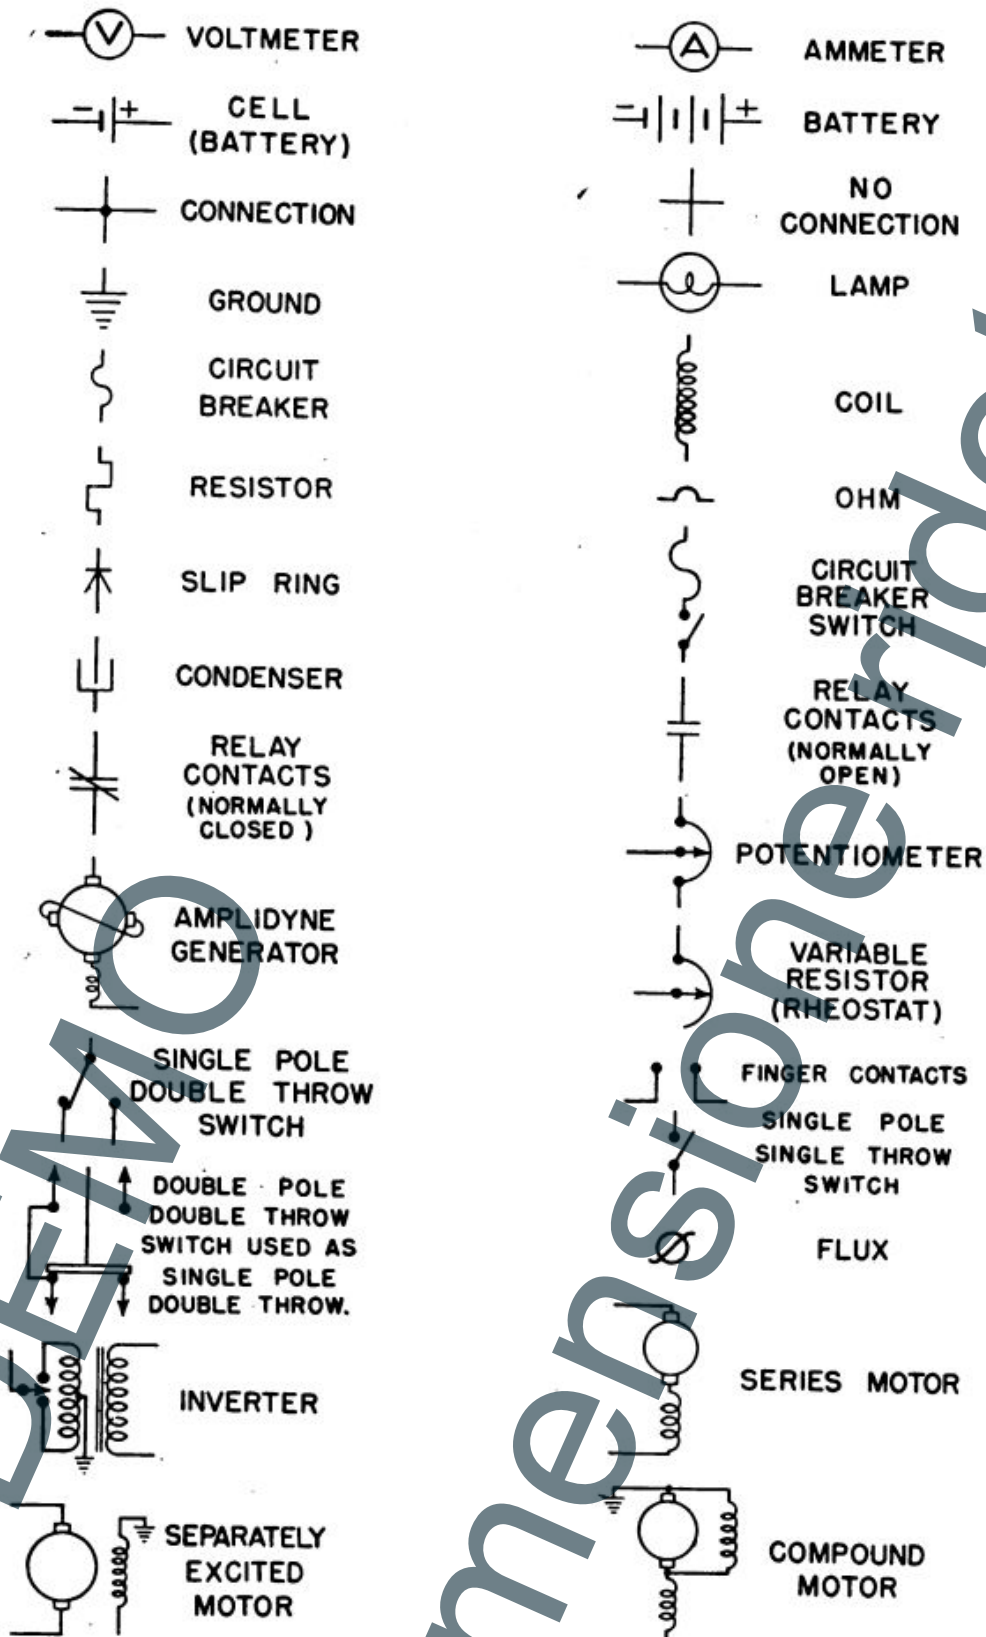 V VOLTMETER
A AMMETER
- + CELL
(BATTERY)
- + BATTERY
CONNECTION
NO
CONNECTION
GROUND
LAMP
CIRCUIT
BREAKER
COIL
RESISTOR
OHM
SLIP RING
CIRCUIT
BREAKER
SWITCH
CONDENSER
RELAY
CONTACTS
(NORMALLY
OPEN)
RELAY
CONTACTS
(NORMALLY
CLOSED)
POTENTIOMETER
AMPLIDYNE
GENERATOR
VARIABLE
RESISTOR
(RHEOSTAT)
SINGLE POLE
DOUBLE THROW
SWITCH
FINGER CONTACTS
SINGLE POLE
SINGLE THROW
SWITCH
DOUBLE POLE
DOUBLE THROW
SWITCH USED AS
SINGLE POLE
DOUBLE THROW.
FLUX
INVERTER
SERIES MOTOR
SEPARATELY
EXCITED
MOTOR
COMPOUND
MOTOR
DEMO
mensione rido